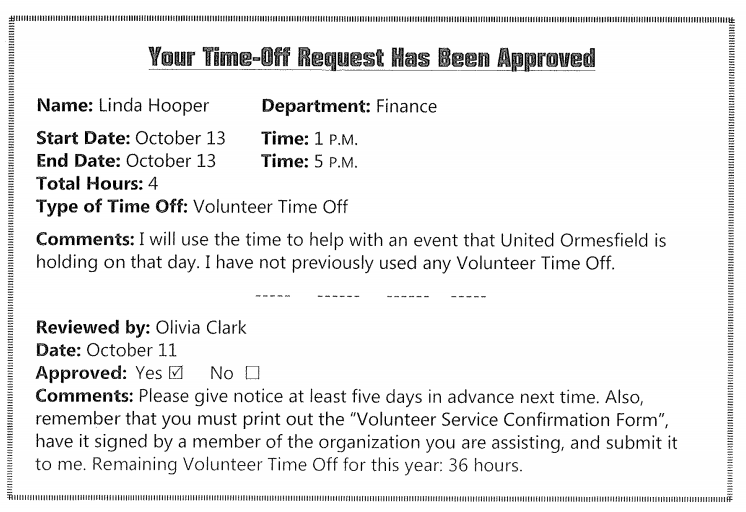 Your Time-Off Request Has Been Approved
Name: Linda Hooper Department: Finance
Start Date: October 13 Time: 1 P.M.
End Date: October 13 Time: 5 P.M.
Total Hours: 4
Type of Time Off: Volunteer Time Off
Comments: I will use the time to help with an event that United Ormesfield is
holding on that day. I have not previously used any Volunteer Time Off.
----- ------ ------ -----
Reviewed by: Olivia Clark
Date: October 11
Approved: Yes ☑ No ☐
Comments: Please give notice at least five days in advance next time. Also,
remember that you must print out the “Volunteer Service Confirmation Form”,
have it signed by a member of the organization you are assisting, and submit it
to me. Remaining Volunteer Time Off for this year: 36 hours.